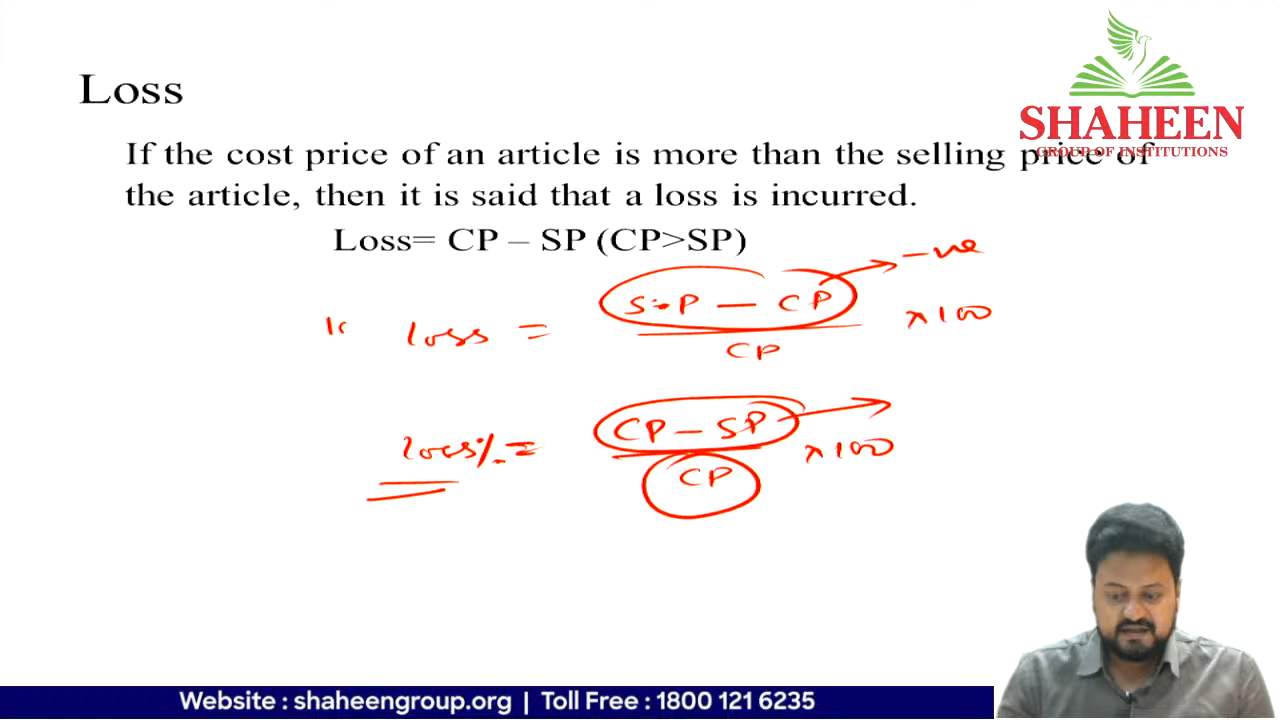 Loss
SHAHEEN
GROUP OF INSTITUTIONS
If the cost price of an article is more than the selling price of
the article, then it is said that a loss is incurred.
Loss= CP – SP (CP>SP)
-ve
loss = SP - CP
CP
×100
loss% = CP - SP
CP
×100
Website : shaheengroup.org | Toll Free : 1800 121 6235